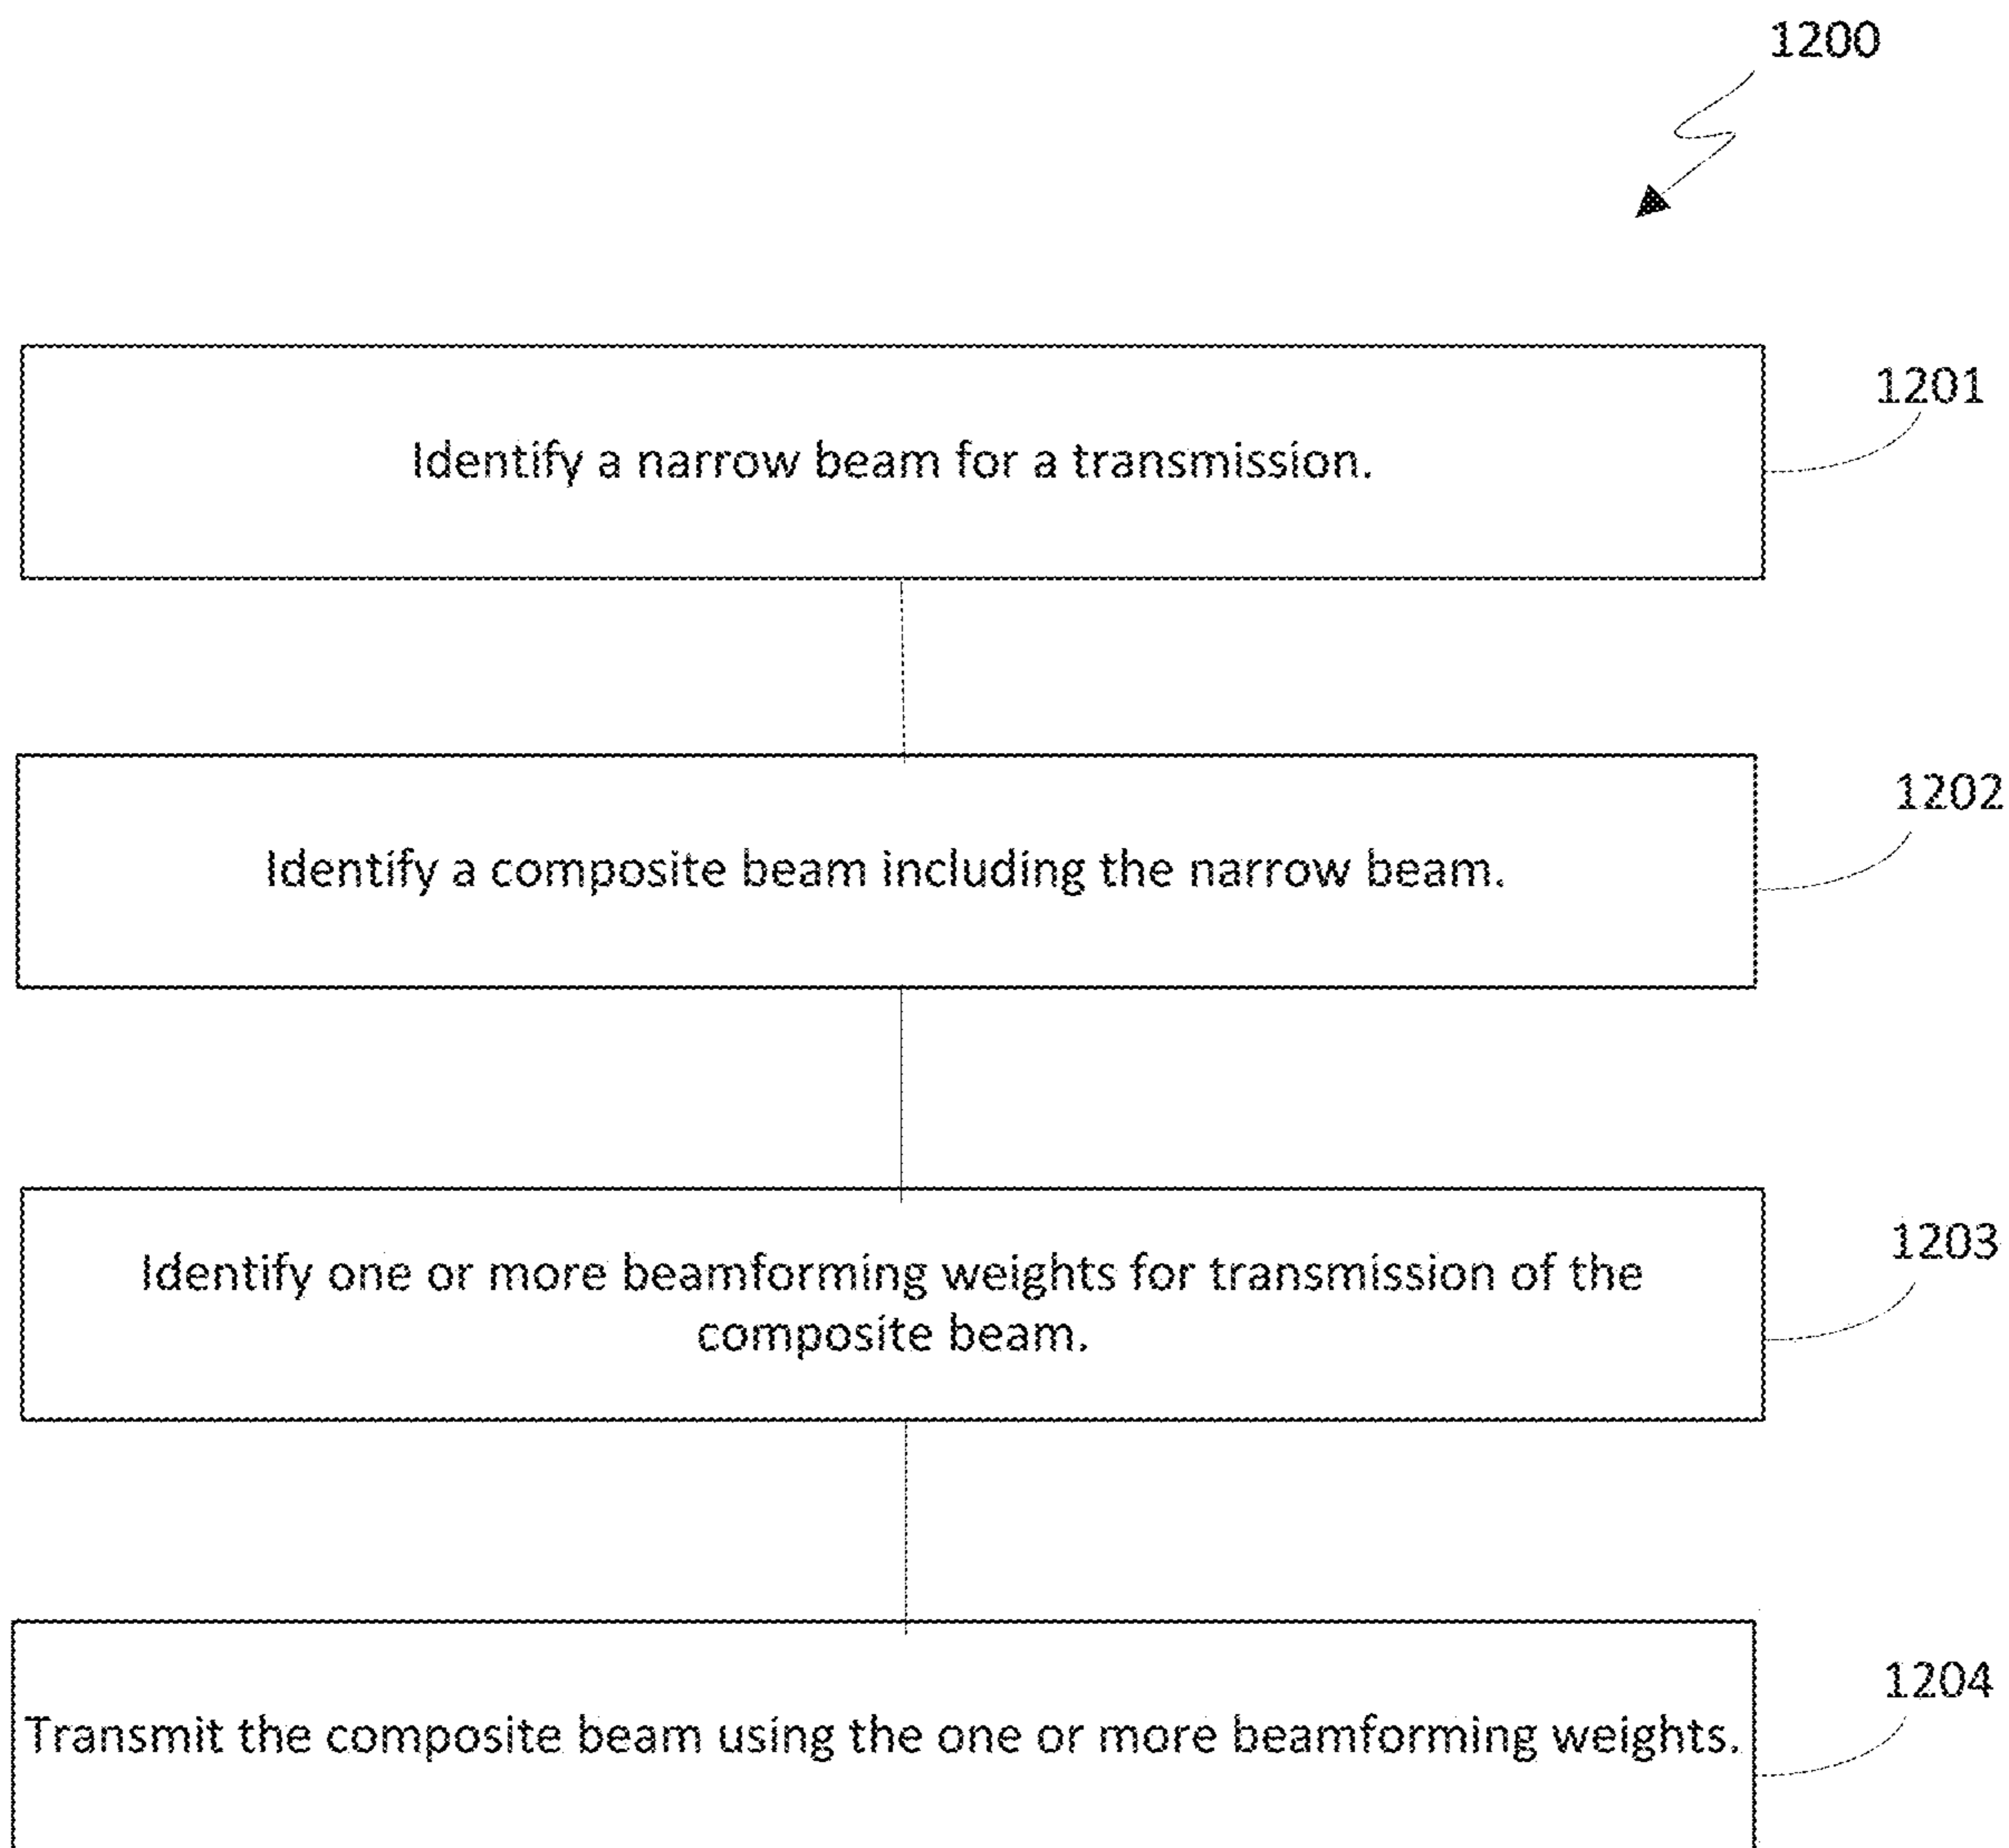 1200
1201
Identify a narrow beam for a transmission.
1202
Identify a composite beam including the narrow beam.
1203
Identify one or more beamforming weights for transmission of the
composite beam.
1204
Transmit the composite beam using the one or more beamforming weights.